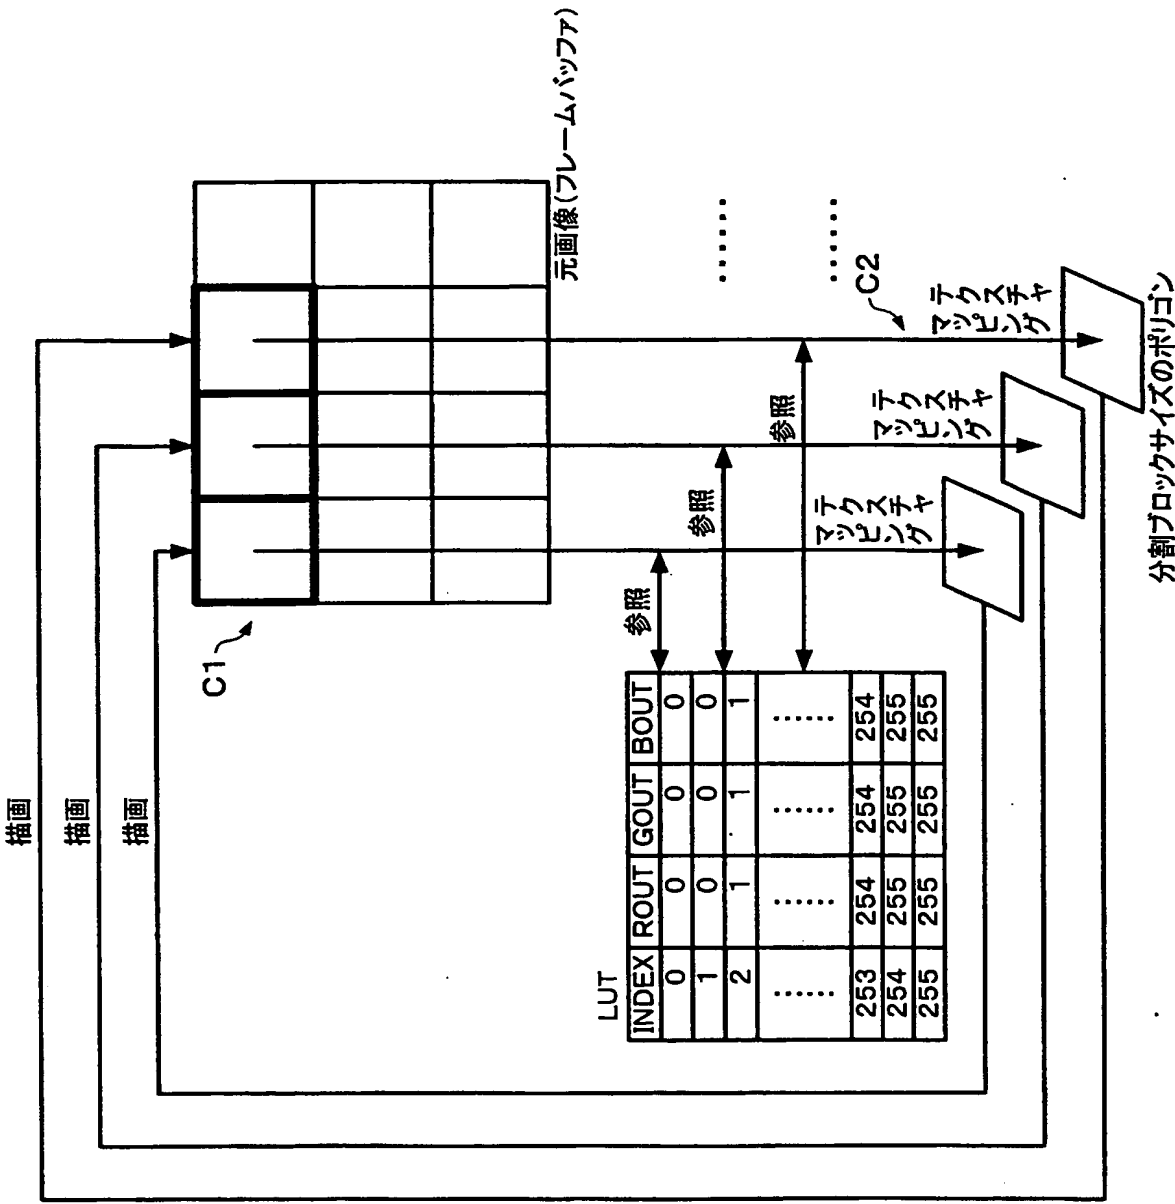 描画
描画
描画
C1
元画像(フレームバッファ)
LUT
INDEX ROUT GOUT BOUT
0 0 0 0
1 0 0 0
2 1 1 1
...... ...... ...... ......
253 254 254 254
254 255 255 255
255 255 255 255
参照
参照
参照
......
......
C2
テクスチャ
マッピング
テクスチャ
マッピング
テクスチャ
マッピング
分割ブロックサイズのポリゴン